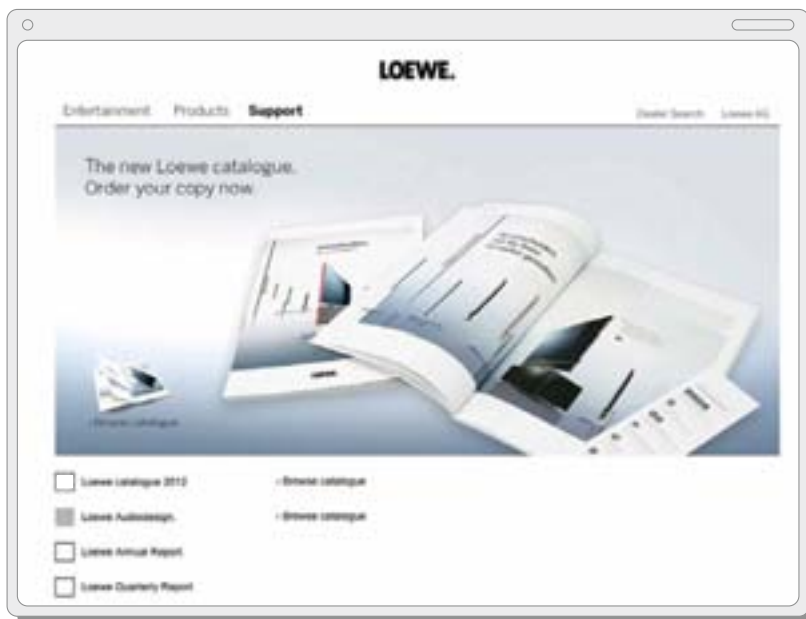 LOEWE.
Entertainment Products Support
Dealer Search Loewe AG
The new Loewe catalogue.
Order your copy now.
› Browse catalogue
Loewe catalogue 2012 › Browse catalogue
Loewe Audiodesign. › Browse catalogue
Loewe Annual Report
Loewe Quarterly Report